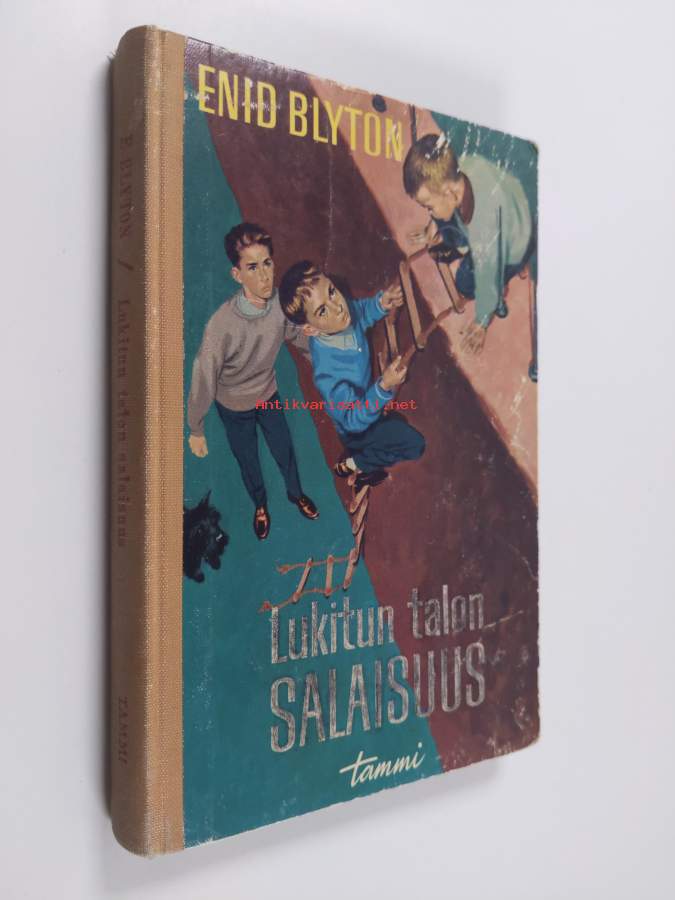 ENID BLYTON
Lukitun talon
SALAISUUS
tammi
E. BLYTON / Lukitun talon salaisuus
TAMMI
Antikvariaatti.net